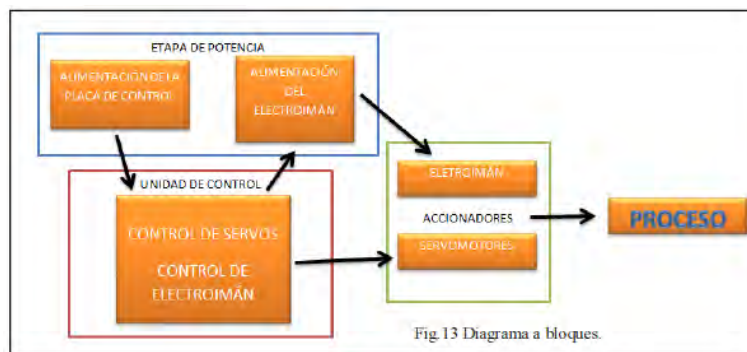 ETAPA DE POTENCIA
ALIMENTACIÓN DE LA
PLACA DE CONTROL
ALIMENTACIÓN
DEL
ELECTROIMÁN
UNIDAD DE CONTROL
CONTROL DE SERVOS
CONTROL DE
ELECTROIMÁN
ELETROIMÁN
ACCIONADORES
SERVOMOTORES
PROCESO
Fig.13 Diagrama a bloques.